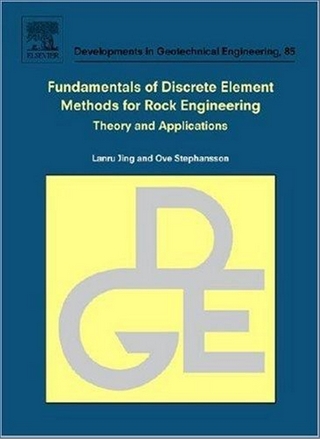 ELSEVIER
Developments in Geotechnical Engineering, 85
Fundamentals of Discrete Element
Methods for Rock Engineering
Theory and Applications
Lanru Jing and Ove Stephansson
DGE